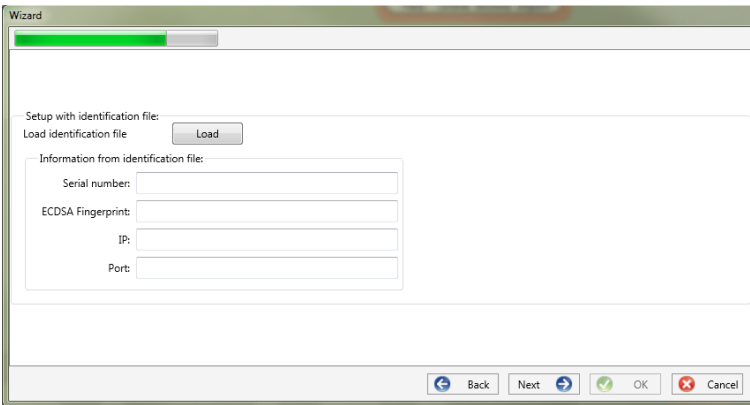 Wizard
Setup with identification file:
Load identification file Load
Information from identification file:
Serial number:
ECDSA Fingerprint:
IP:
Port:
Back Next OK Cancel